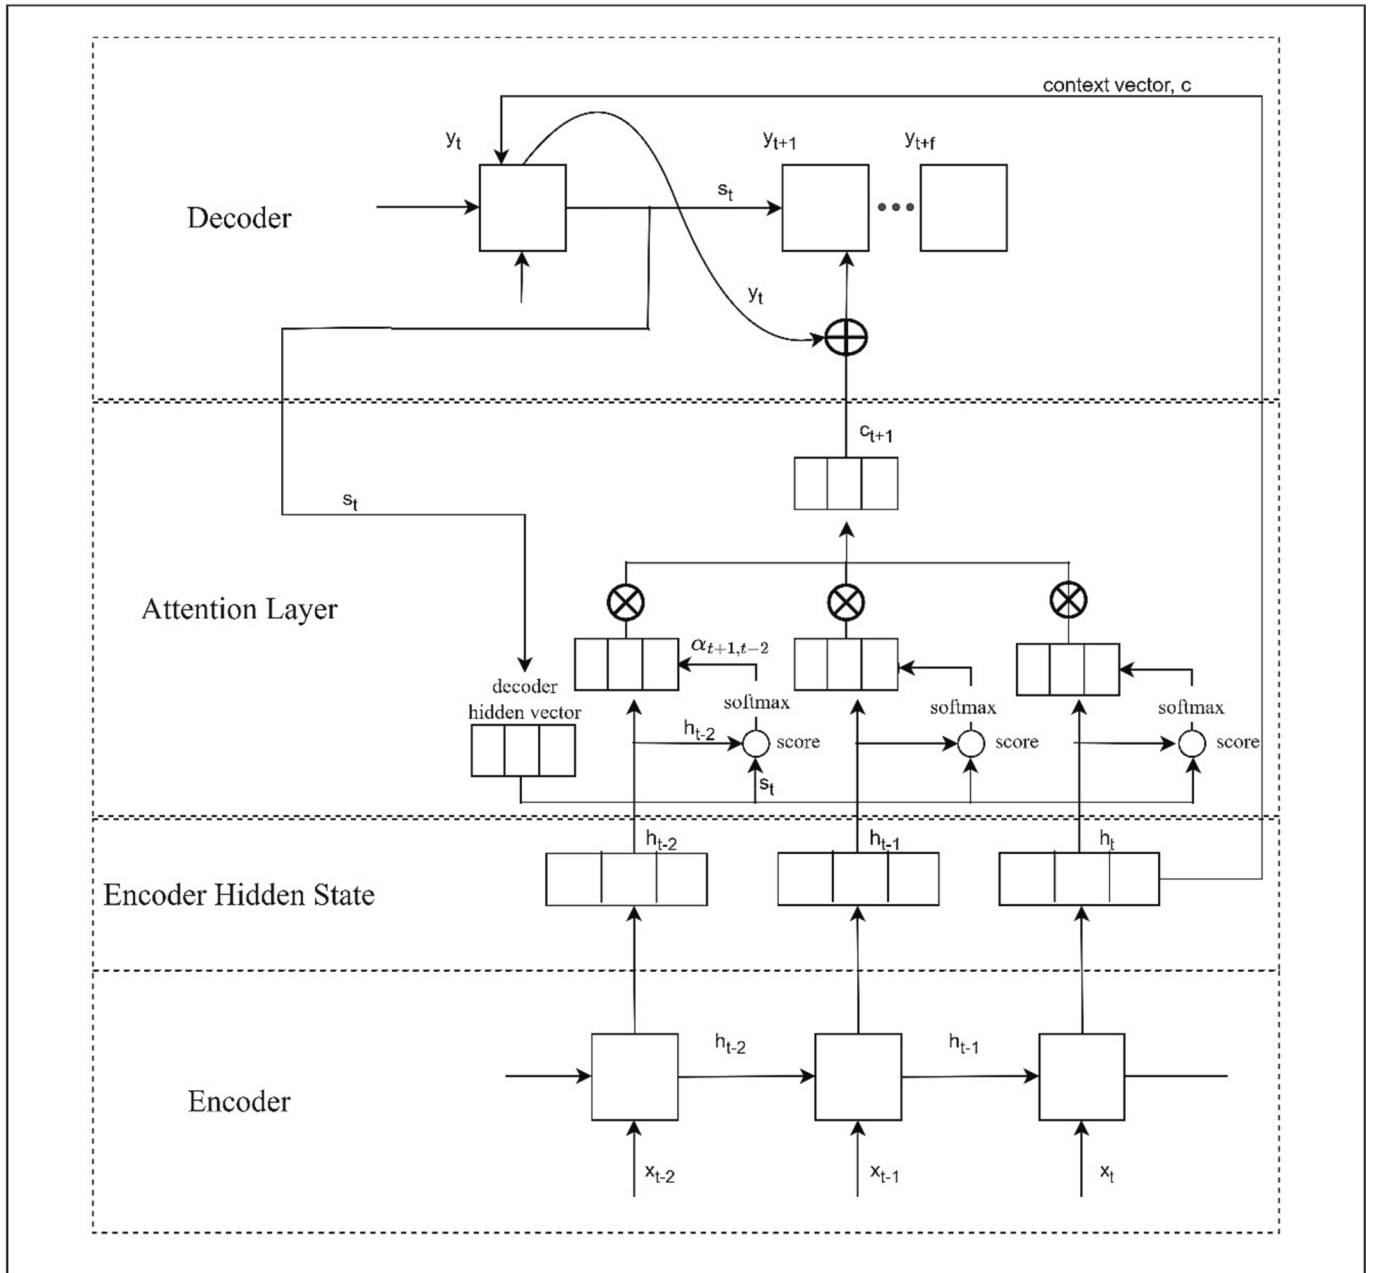 context vector, c
yt
yt+1
yt+f
st
Decoder
yt
ct+1
st
Attention Layer
αt+1,t−2
decoder
hidden vector
softmax
softmax
softmax
ht-2
score
score
score
st
ht-2
ht-1
ht
Encoder Hidden State
ht-2
ht-1
Encoder
xt-2
xt-1
xt